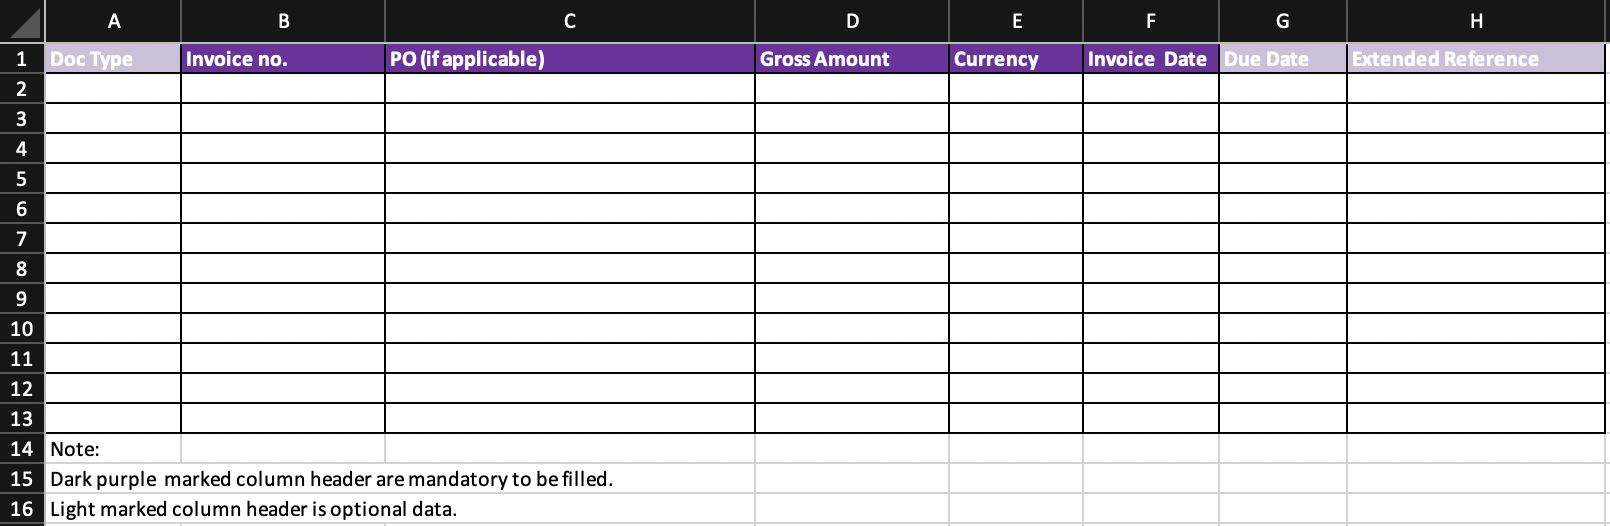 A B C D E F G H
1 Doc Type Invoice no. PO (if applicable) Gross Amount Currency Invoice Date Due Date Extended Reference
2
3
4
5
6
7
8
9
10
11
12
13
14 Note:
15 Dark purple marked column header are mandatory to be filled.
16 Light marked column header is optional data.